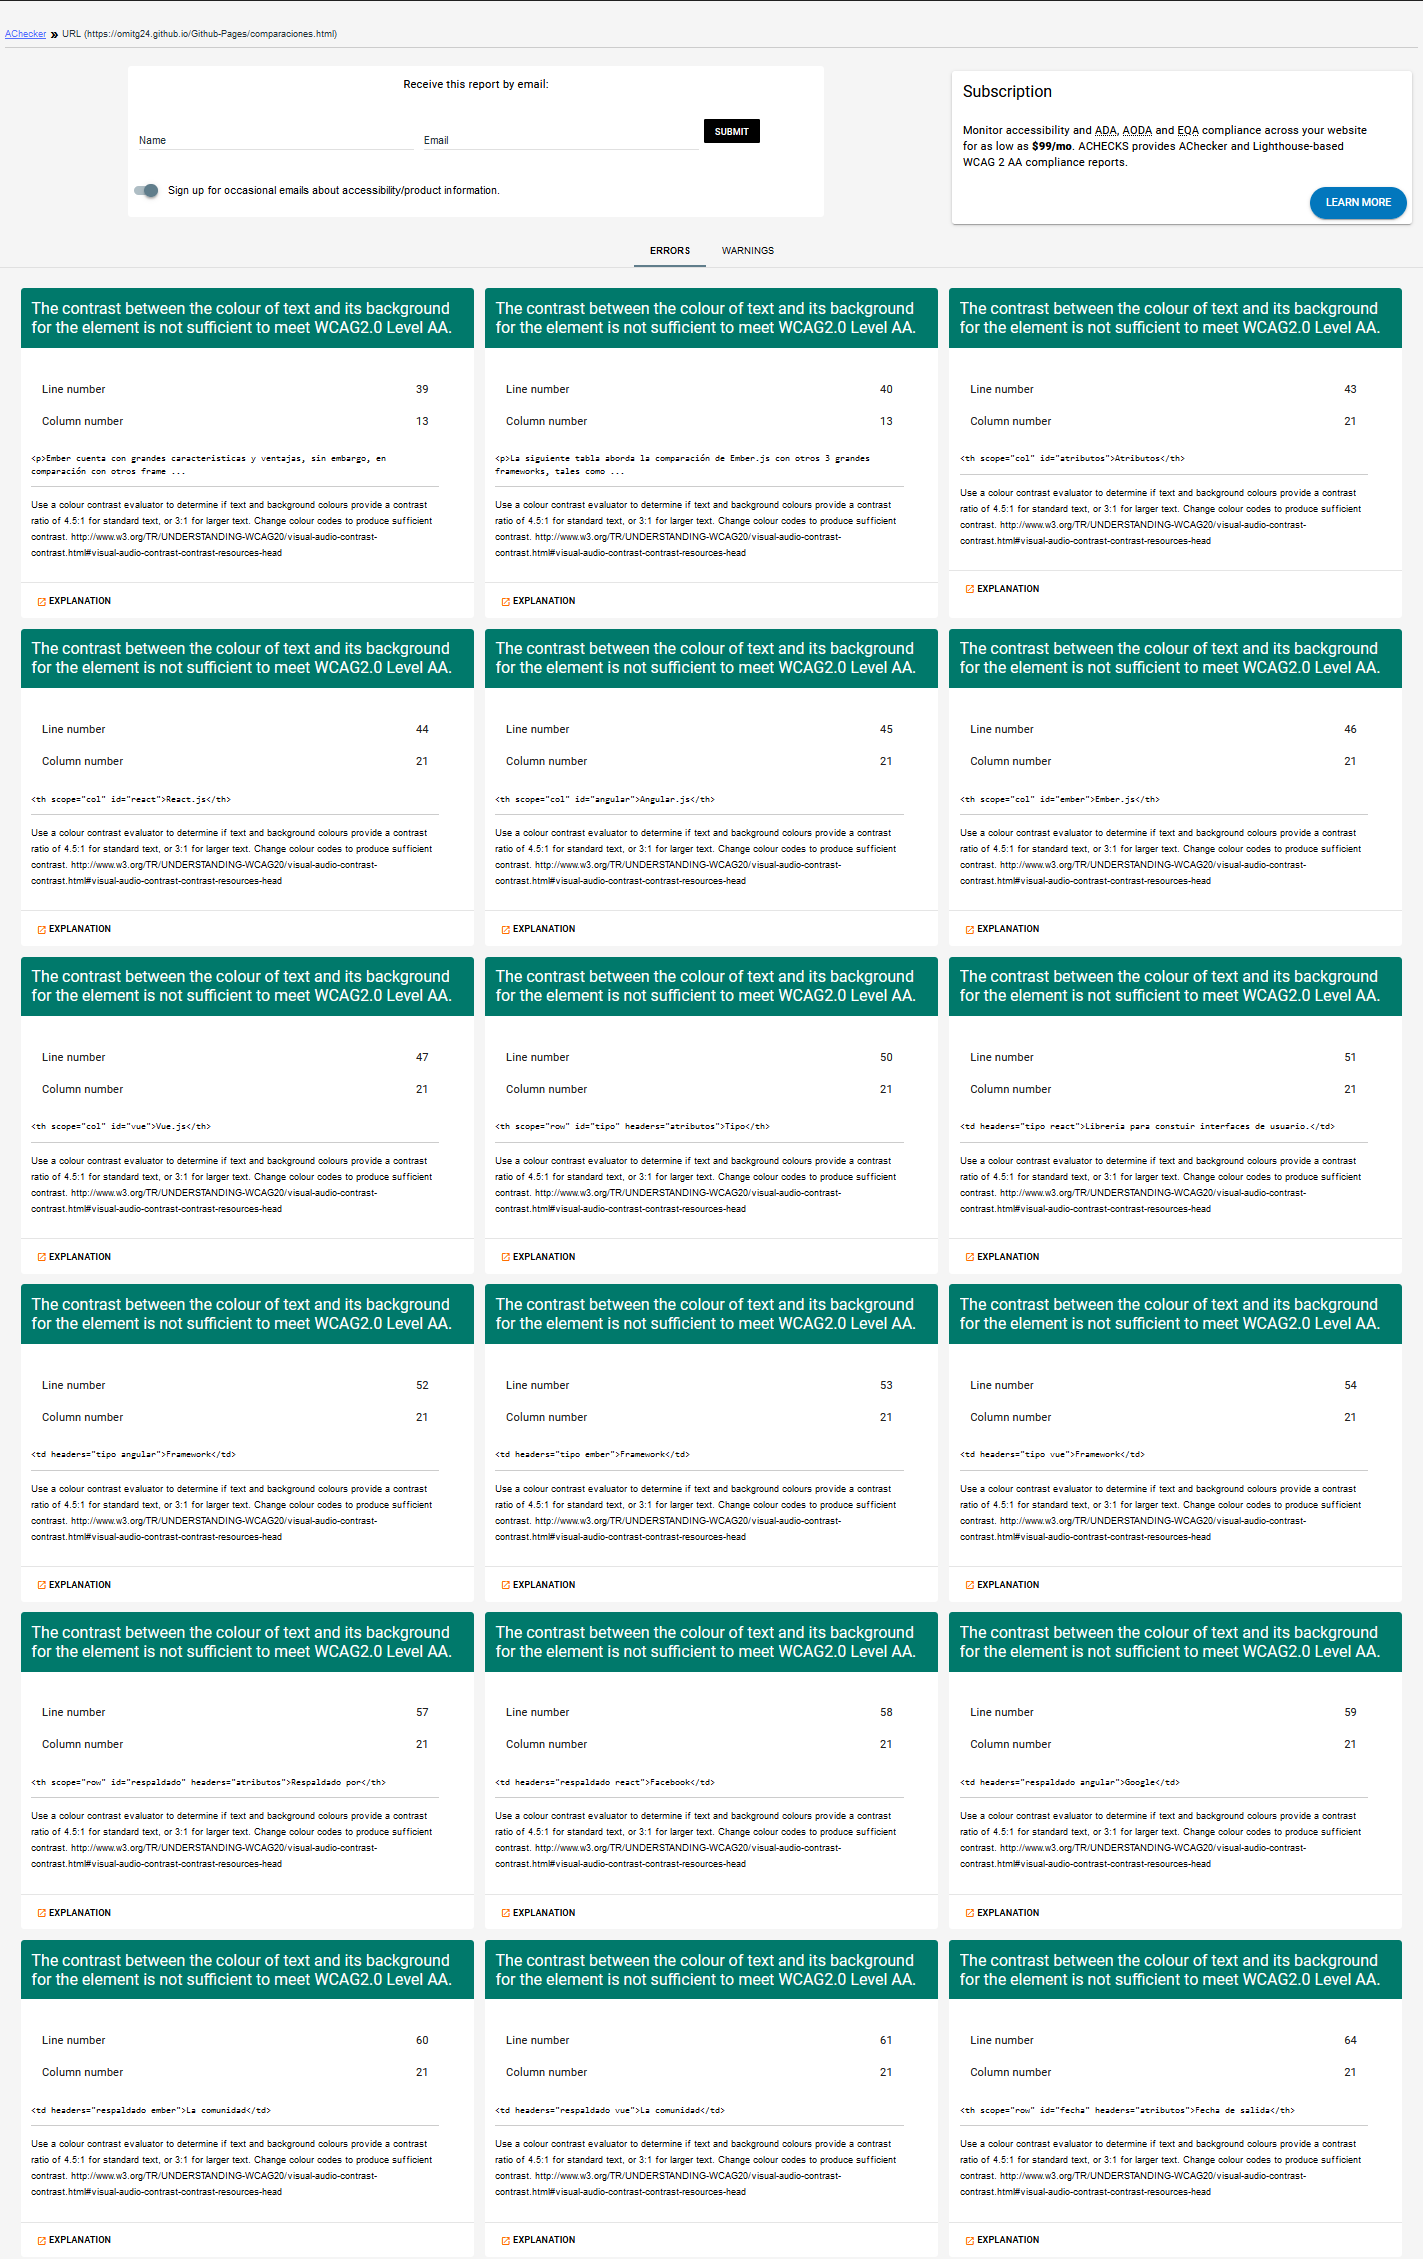 AChecker » URL (https://omitg24.github.io/Github-Pages/comparaciones.html)
Receive this report by email:
Name
Email
SUBMIT
Sign up for occasional emails about accessibility/product information.
Subscription
Monitor accessibility and ADA, AODA and EQA compliance across your website
for as low as $99/mo. ACHECKS provides AChecker and Lighthouse-based
WCAG 2 AA compliance reports.
LEARN MORE
ERRORS
WARNINGS
The contrast between the colour of text and its background
for the element is not sufficient to meet WCAG2.0 Level AA.
Line number 39
Column number 13
<p>Ember cuenta con grandes caracteristicas y ventajas, sin embargo, en
comparación con otros frame ...
Use a colour contrast evaluator to determine if text and background colours provide a contrast
ratio of 4.5:1 for standard text, or 3:1 for larger text. Change colour codes to produce sufficient
contrast. http://www.w3.org/TR/UNDERSTANDING-WCAG20/visual-audio-contrast-
contrast.html#visual-audio-contrast-contrast-resources-head
EXPLANATION
The contrast between the colour of text and its background
for the element is not sufficient to meet WCAG2.0 Level AA.
Line number 40
Column number 13
<p>La siguiente tabla aborda la comparación de Ember.js con otros 3 grandes
frameworks, tales como ...
Use a colour contrast evaluator to determine if text and background colours provide a contrast
ratio of 4.5:1 for standard text, or 3:1 for larger text. Change colour codes to produce sufficient
contrast. http://www.w3.org/TR/UNDERSTANDING-WCAG20/visual-audio-contrast-
contrast.html#visual-audio-contrast-contrast-resources-head
EXPLANATION
The contrast between the colour of text and its background
for the element is not sufficient to meet WCAG2.0 Level AA.
Line number 43
Column number 21
<th scope="col" id="atributos">Atributos</th>
Use a colour contrast evaluator to determine if text and background colours provide a contrast
ratio of 4.5:1 for standard text, or 3:1 for larger text. Change colour codes to produce sufficient
contrast. http://www.w3.org/TR/UNDERSTANDING-WCAG20/visual-audio-contrast-
contrast.html#visual-audio-contrast-contrast-resources-head
EXPLANATION
The contrast between the colour of text and its background
for the element is not sufficient to meet WCAG2.0 Level AA.
Line number 44
Column number 21
<th scope="col" id="react">React.js</th>
Use a colour contrast evaluator to determine if text and background colours provide a contrast
ratio of 4.5:1 for standard text, or 3:1 for larger text. Change colour codes to produce sufficient
contrast. http://www.w3.org/TR/UNDERSTANDING-WCAG20/visual-audio-contrast-
contrast.html#visual-audio-contrast-contrast-resources-head
EXPLANATION
The contrast between the colour of text and its background
for the element is not sufficient to meet WCAG2.0 Level AA.
Line number 45
Column number 21
<th scope="col" id="angular">Angular.js</th>
Use a colour contrast evaluator to determine if text and background colours provide a contrast
ratio of 4.5:1 for standard text, or 3:1 for larger text. Change colour codes to produce sufficient
contrast. http://www.w3.org/TR/UNDERSTANDING-WCAG20/visual-audio-contrast-
contrast.html#visual-audio-contrast-contrast-resources-head
EXPLANATION
The contrast between the colour of text and its background
for the element is not sufficient to meet WCAG2.0 Level AA.
Line number 46
Column number 21
<th scope="col" id="ember">Ember.js</th>
Use a colour contrast evaluator to determine if text and background colours provide a contrast
ratio of 4.5:1 for standard text, or 3:1 for larger text. Change colour codes to produce sufficient
contrast. http://www.w3.org/TR/UNDERSTANDING-WCAG20/visual-audio-contrast-
contrast.html#visual-audio-contrast-contrast-resources-head
EXPLANATION
The contrast between the colour of text and its background
for the element is not sufficient to meet WCAG2.0 Level AA.
Line number 47
Column number 21
<th scope="col" id="vue">Vue.js</th>
Use a colour contrast evaluator to determine if text and background colours provide a contrast
ratio of 4.5:1 for standard text, or 3:1 for larger text. Change colour codes to produce sufficient
contrast. http://www.w3.org/TR/UNDERSTANDING-WCAG20/visual-audio-contrast-
contrast.html#visual-audio-contrast-contrast-resources-head
EXPLANATION
The contrast between the colour of text and its background
for the element is not sufficient to meet WCAG2.0 Level AA.
Line number 50
Column number 21
<th scope="row" id="tipo" headers="atributos">Tipo</th>
Use a colour contrast evaluator to determine if text and background colours provide a contrast
ratio of 4.5:1 for standard text, or 3:1 for larger text. Change colour codes to produce sufficient
contrast. http://www.w3.org/TR/UNDERSTANDING-WCAG20/visual-audio-contrast-
contrast.html#visual-audio-contrast-contrast-resources-head
EXPLANATION
The contrast between the colour of text and its background
for the element is not sufficient to meet WCAG2.0 Level AA.
Line number 51
Column number 21
<td headers="tipo react">Libreria para constuir interfaces de usuario.</td>
Use a colour contrast evaluator to determine if text and background colours provide a contrast
ratio of 4.5:1 for standard text, or 3:1 for larger text. Change colour codes to produce sufficient
contrast. http://www.w3.org/TR/UNDERSTANDING-WCAG20/visual-audio-contrast-
contrast.html#visual-audio-contrast-contrast-resources-head
EXPLANATION
The contrast between the colour of text and its background
for the element is not sufficient to meet WCAG2.0 Level AA.
Line number 52
Column number 21
<td headers="tipo angular">Framework</td>
Use a colour contrast evaluator to determine if text and background colours provide a contrast
ratio of 4.5:1 for standard text, or 3:1 for larger text. Change colour codes to produce sufficient
contrast. http://www.w3.org/TR/UNDERSTANDING-WCAG20/visual-audio-contrast-
contrast.html#visual-audio-contrast-contrast-resources-head
EXPLANATION
The contrast between the colour of text and its background
for the element is not sufficient to meet WCAG2.0 Level AA.
Line number 53
Column number 21
<td headers="tipo ember">Framework</td>
Use a colour contrast evaluator to determine if text and background colours provide a contrast
ratio of 4.5:1 for standard text, or 3:1 for larger text. Change colour codes to produce sufficient
contrast. http://www.w3.org/TR/UNDERSTANDING-WCAG20/visual-audio-contrast-
contrast.html#visual-audio-contrast-contrast-resources-head
EXPLANATION
The contrast between the colour of text and its background
for the element is not sufficient to meet WCAG2.0 Level AA.
Line number 54
Column number 21
<td headers="tipo vue">Framework</td>
Use a colour contrast evaluator to determine if text and background colours provide a contrast
ratio of 4.5:1 for standard text, or 3:1 for larger text. Change colour codes to produce sufficient
contrast. http://www.w3.org/TR/UNDERSTANDING-WCAG20/visual-audio-contrast-
contrast.html#visual-audio-contrast-contrast-resources-head
EXPLANATION
The contrast between the colour of text and its background
for the element is not sufficient to meet WCAG2.0 Level AA.
Line number 57
Column number 21
<th scope="row" id="respaldado" headers="atributos">Respaldado por</th>
Use a colour contrast evaluator to determine if text and background colours provide a contrast
ratio of 4.5:1 for standard text, or 3:1 for larger text. Change colour codes to produce sufficient
contrast. http://www.w3.org/TR/UNDERSTANDING-WCAG20/visual-audio-contrast-
contrast.html#visual-audio-contrast-contrast-resources-head
EXPLANATION
The contrast between the colour of text and its background
for the element is not sufficient to meet WCAG2.0 Level AA.
Line number 58
Column number 21
<td headers="respaldado react">Facebook</td>
Use a colour contrast evaluator to determine if text and background colours provide a contrast
ratio of 4.5:1 for standard text, or 3:1 for larger text. Change colour codes to produce sufficient
contrast. http://www.w3.org/TR/UNDERSTANDING-WCAG20/visual-audio-contrast-
contrast.html#visual-audio-contrast-contrast-resources-head
EXPLANATION
The contrast between the colour of text and its background
for the element is not sufficient to meet WCAG2.0 Level AA.
Line number 59
Column number 21
<td headers="respaldado angular">Google</td>
Use a colour contrast evaluator to determine if text and background colours provide a contrast
ratio of 4.5:1 for standard text, or 3:1 for larger text. Change colour codes to produce sufficient
contrast. http://www.w3.org/TR/UNDERSTANDING-WCAG20/visual-audio-contrast-
contrast.html#visual-audio-contrast-contrast-resources-head
EXPLANATION
The contrast between the colour of text and its background
for the element is not sufficient to meet WCAG2.0 Level AA.
Line number 60
Column number 21
<td headers="respaldado ember">La comunidad</td>
Use a colour contrast evaluator to determine if text and background colours provide a contrast
ratio of 4.5:1 for standard text, or 3:1 for larger text. Change colour codes to produce sufficient
contrast. http://www.w3.org/TR/UNDERSTANDING-WCAG20/visual-audio-contrast-
contrast.html#visual-audio-contrast-contrast-resources-head
EXPLANATION
The contrast between the colour of text and its background
for the element is not sufficient to meet WCAG2.0 Level AA.
Line number 61
Column number 21
<td headers="respaldado vue">La comunidad</td>
Use a colour contrast evaluator to determine if text and background colours provide a contrast
ratio of 4.5:1 for standard text, or 3:1 for larger text. Change colour codes to produce sufficient
contrast. http://www.w3.org/TR/UNDERSTANDING-WCAG20/visual-audio-contrast-
contrast.html#visual-audio-contrast-contrast-resources-head
EXPLANATION
The contrast between the colour of text and its background
for the element is not sufficient to meet WCAG2.0 Level AA.
Line number 64
Column number 21
<th scope="row" id="fecha" headers="atributos">Fecha de salida</th>
Use a colour contrast evaluator to determine if text and background colours provide a contrast
ratio of 4.5:1 for standard text, or 3:1 for larger text. Change colour codes to produce sufficient
contrast. http://www.w3.org/TR/UNDERSTANDING-WCAG20/visual-audio-contrast-
contrast.html#visual-audio-contrast-contrast-resources-head
EXPLANATION